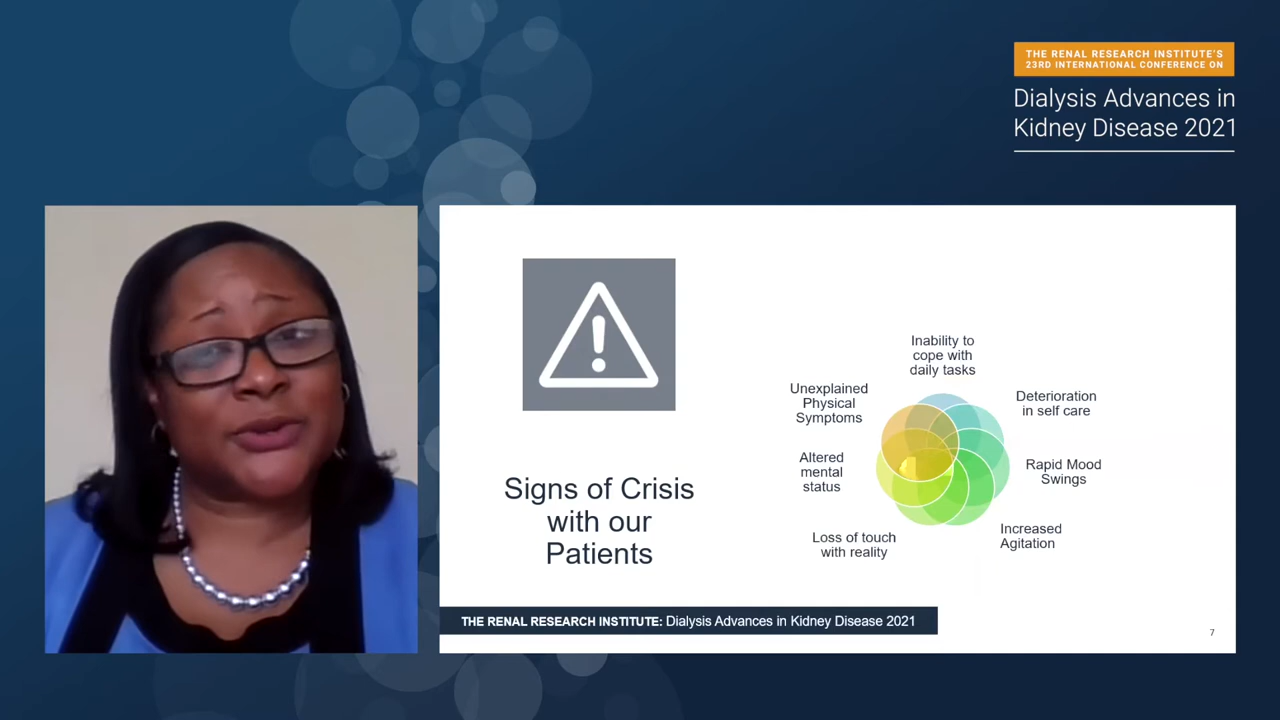 THE RENAL RESEARCH INSTITUTE'S
23RD INTERNATIONAL CONFERENCE ON
Dialysis Advances in
Kidney Disease 2021
Signs of Crisis
with our
Patients
Inability to
cope with
daily tasks
Deterioration
in self care
Rapid Mood
Swings
Increased
Agitation
Loss of touch
with reality
Altered
mental
status
Unexplained
Physical
Symptoms
THE RENAL RESEARCH INSTITUTE: Dialysis Advances in Kidney Disease 2021
7